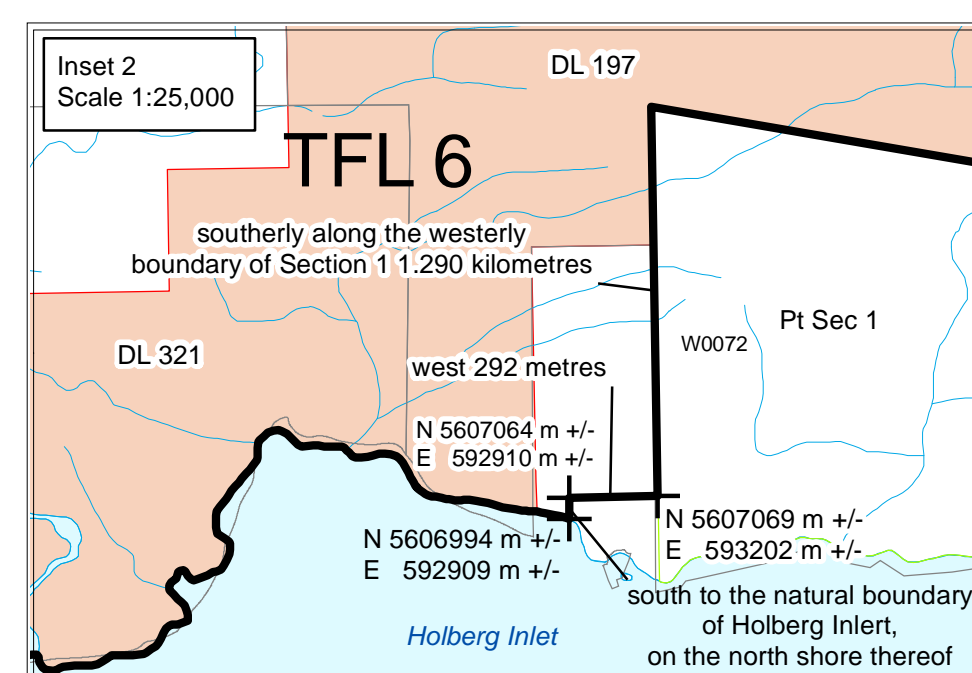 Inset 2
Scale 1:25,000
DL 197
TFL 6
southerly along the westerly
boundary of Section 1 1.290 kilometres
Pt Sec 1
W0072
DL 321
west 292 metres
N 5607064 m +/-
E 592910 m +/-
N 5607069 m +/-
E 593202 m +/-
N 5606994 m +/-
E 592909 m +/-
south to the natural boundary
of Holberg Inlert,
on the north shore thereof
Holberg Inlet